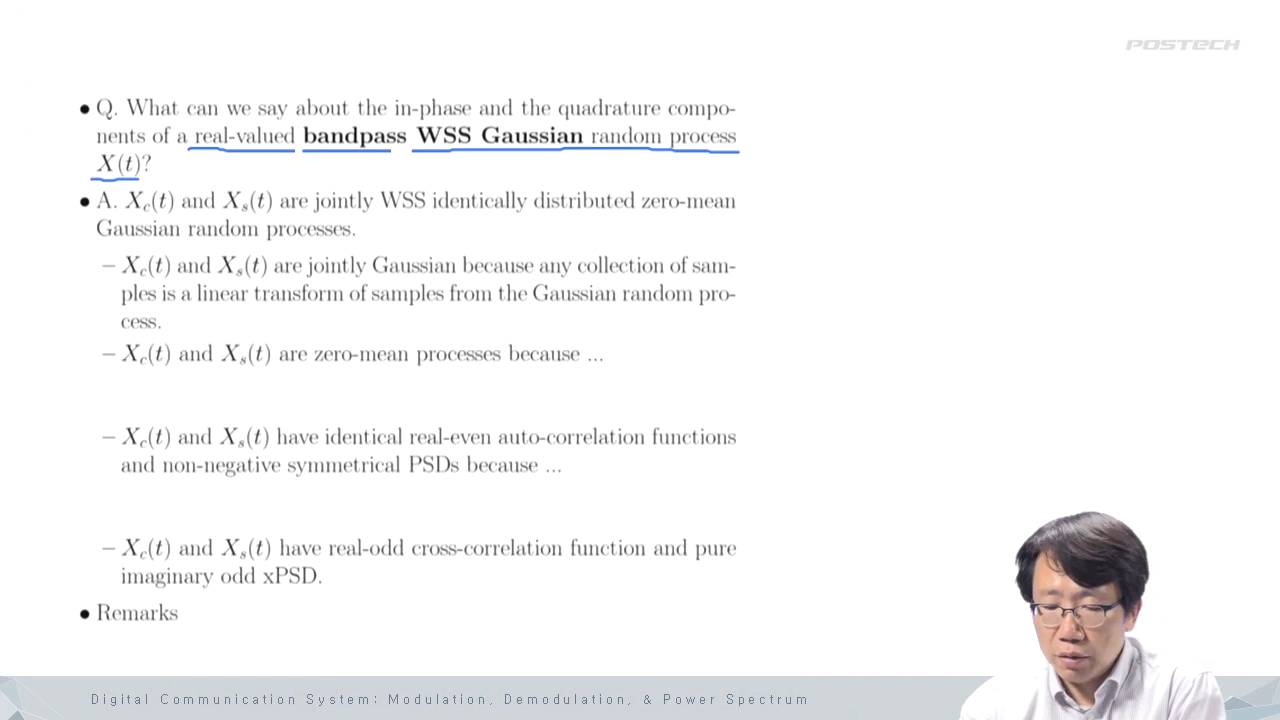 POSTECH
• Q. What can we say about the in-phase and the quadrature compo-
nents of a real-valued bandpass WSS Gaussian random process
X(t)?
• A. X_c(t) and X_s(t) are jointly WSS identically distributed zero-mean
Gaussian random processes.
– X_c(t) and X_s(t) are jointly Gaussian because any collection of sam-
ples is a linear transform of samples from the Gaussian random pro-
cess.
– X_c(t) and X_s(t) are zero-mean processes because ...
– X_c(t) and X_s(t) have identical real-even auto-correlation functions
and non-negative symmetrical PSDs because ...
– X_c(t) and X_s(t) have real-odd cross-correlation function and pure
imaginary odd xPSD.
• Remarks
Digital Communication System: Modulation, Demodulation, & Power Spectrum